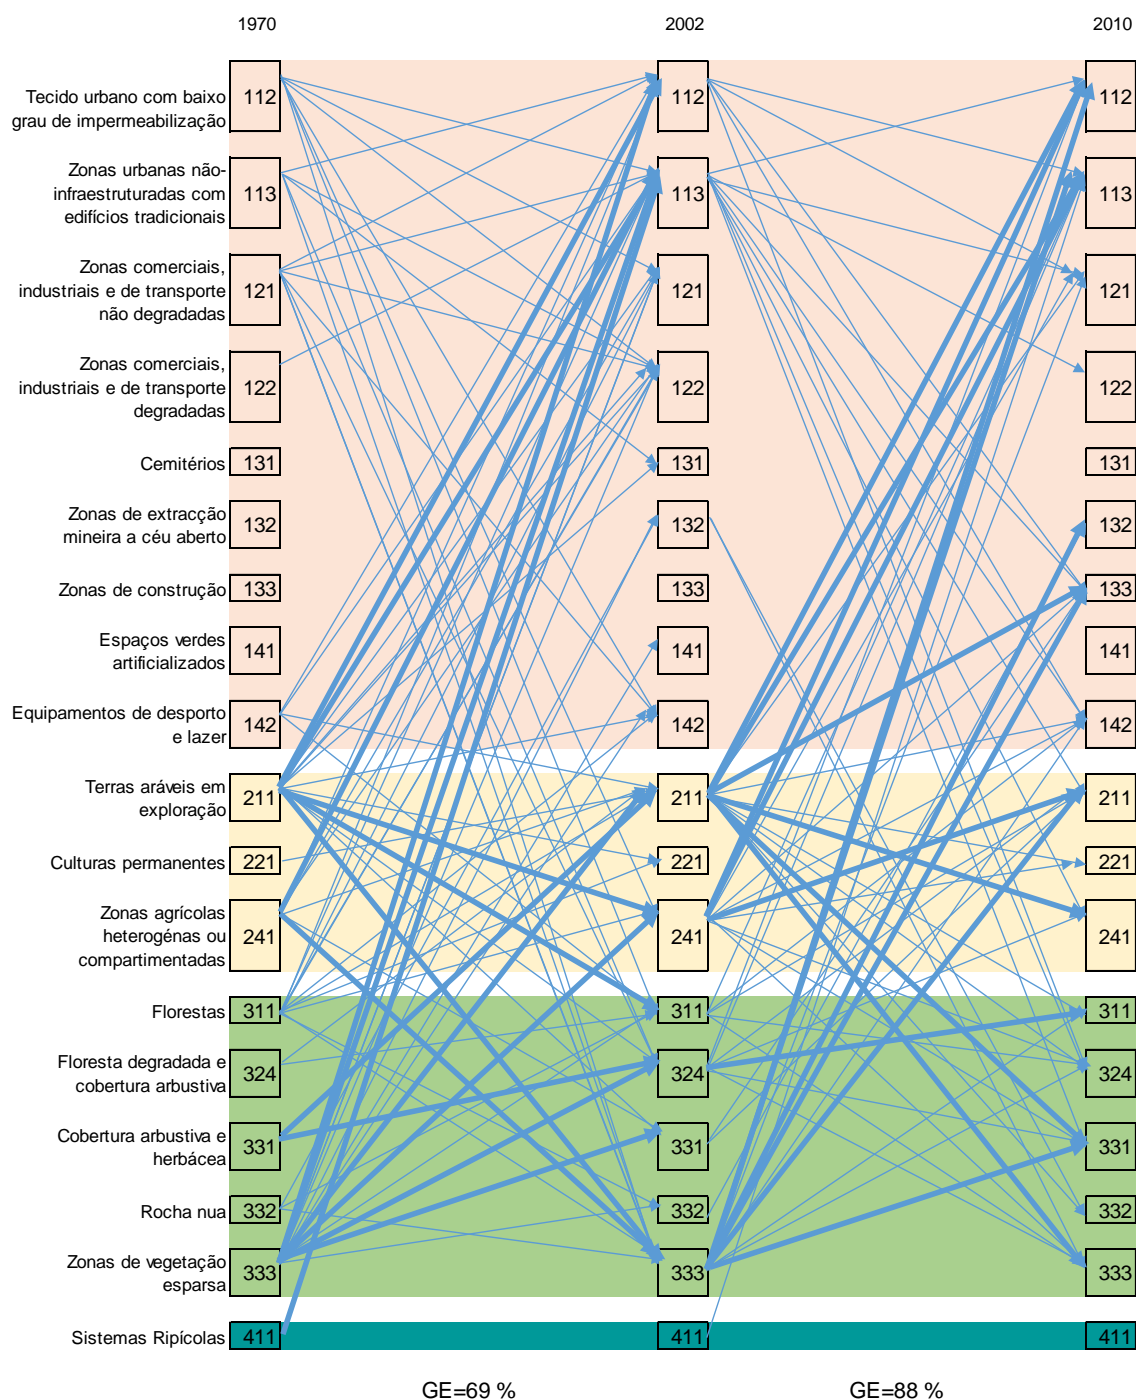 1970 2002 2010
Tecido urbano com baixo
grau de impermeabilização
112 112 112
Zonas urbanas não-
infraestruturadas com
edifícios tradicionais
113 113 113
Zonas comerciais,
industriais e de transporte
não degradadas
121 121 121
Zonas comerciais,
industriais e de transporte
degradadas
122 122 122
Cemitérios 131 131 131
Zonas de extracção
mineira a céu aberto
132 132 132
Zonas de construção 133 133 133
Espaços verdes
artificializados
141 141 141
Equipamentos de desporto
e lazer
142 142 142
Terras aráveis em
exploração
211 211 211
Culturas permanentes 221 221 221
Zonas agrícolas
heterogénas ou
compartimentadas
241 241 241
Florestas 311 311 311
Floresta degradada e
cobertura arbustiva
324 324 324
Cobertura arbustiva e
herbácea
331 331 331
Rocha nua 332 332 332
Zonas de vegetação
esparsa
333 333 333
Sistemas Ripícolas 411 411 411
GE=69 % GE=88 %